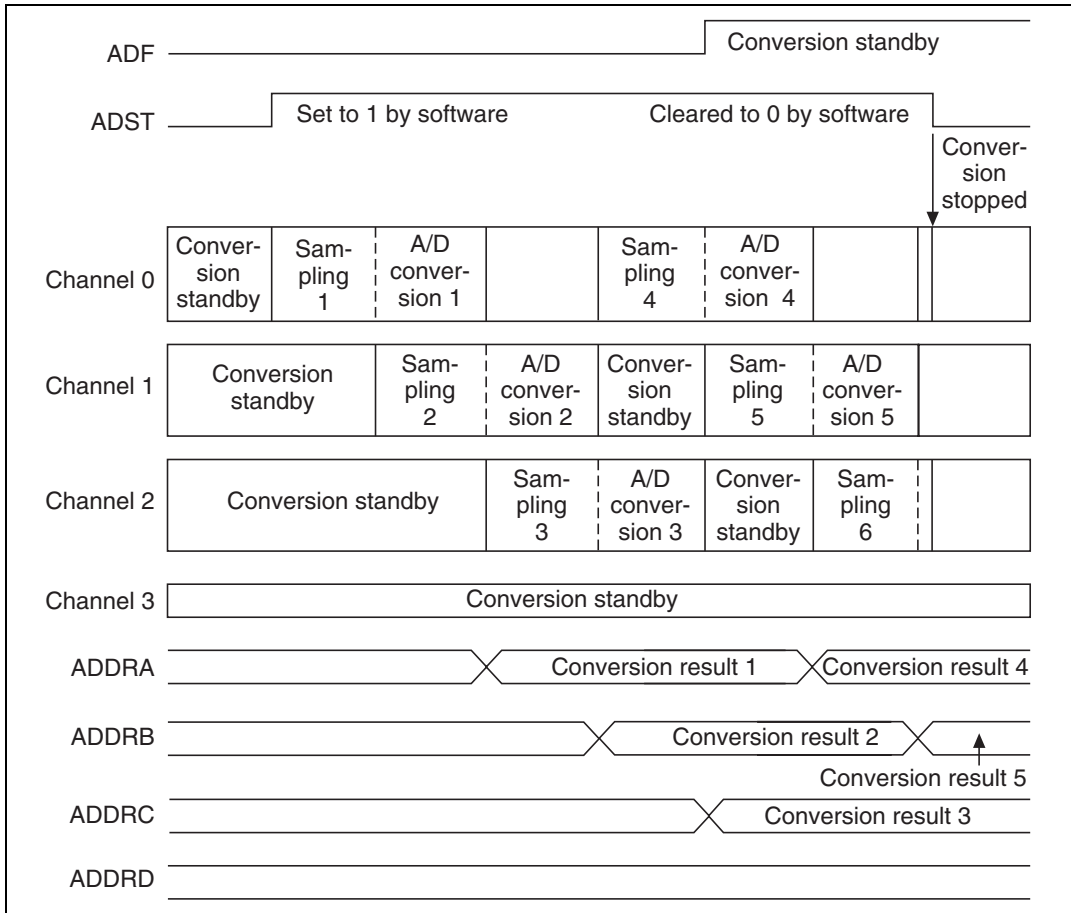 ADF
Conversion standby
ADST
Set to 1 by software
Cleared to 0 by software
Conver-
sion
stopped
Channel 0
Conver-
sion
standby
Sam-
pling
1
A/D
conver-
sion 1
Sam-
pling
4
A/D
conver-
sion 4
Channel 1
Conversion
standby
Sam-
pling
2
A/D
conver-
sion 2
Conver-
sion
standby
Sam-
pling
5
A/D
conver-
sion 5
Channel 2
Conversion standby
Sam-
pling
3
A/D
conver-
sion 3
Conver-
sion
standby
Sam-
pling
6
Channel 3
Conversion standby
ADDRA
Conversion result 1
Conversion result 4
ADDRB
Conversion result 2
Conversion result 5
ADDRC
Conversion result 3
ADDRD